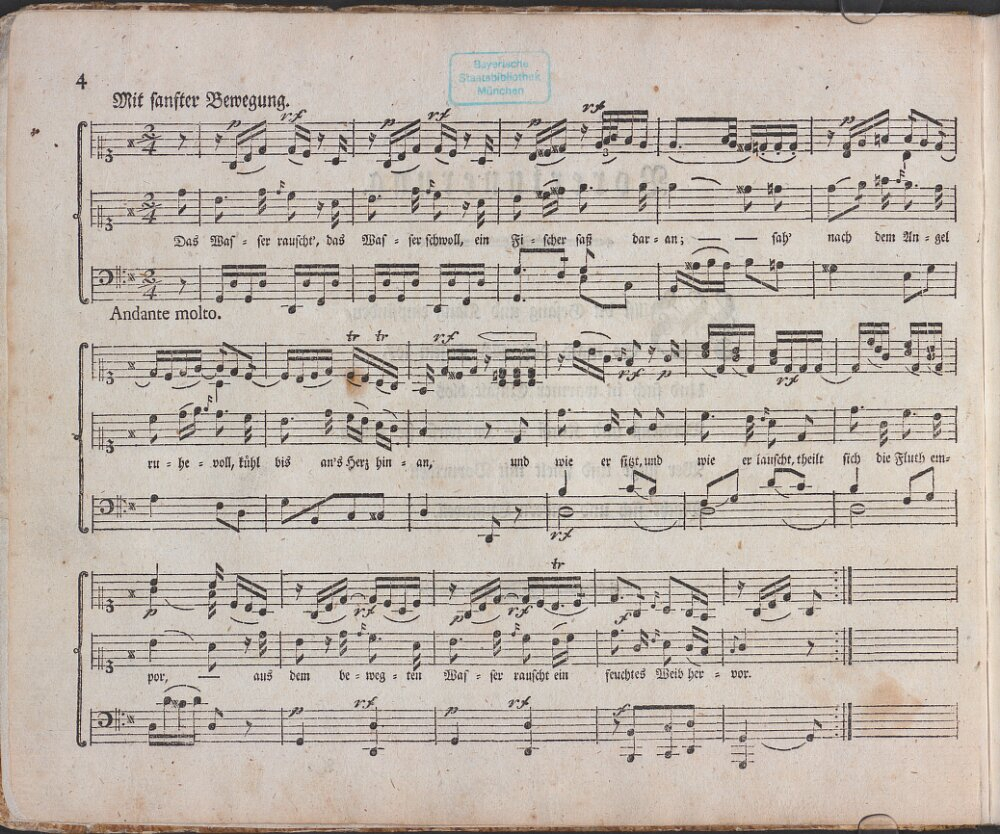 4
Bayerische
Staatsbibliothek
München
Mit sanfter Bewegung.
Das Was - ser rauscht', das Was - ser schwoll, ein Fi - scher saß dar - an; — — sah' nach dem An - gel
Andante molto.
ru - he - voll, kühl bis an's Herz hin - an, und wie er sitzt, und wie er lauscht, theilt sich die Fluth em-
por, — aus dem be - weg - ten Was - ser rauscht ein feuchtes Weib her - vor.